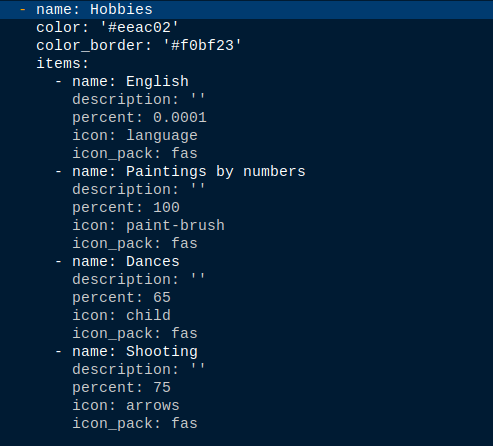 - name: Hobbies
color: '#eeac02'
color_border: '#f0bf23'
items:
- name: English
description: ''
percent: 0.0001
icon: language
icon_pack: fas
- name: Paintings by numbers
description: ''
percent: 100
icon: paint-brush
icon_pack: fas
- name: Dances
description: ''
percent: 65
icon: child
icon_pack: fas
- name: Shooting
description: ''
percent: 75
icon: arrows
icon_pack: fas